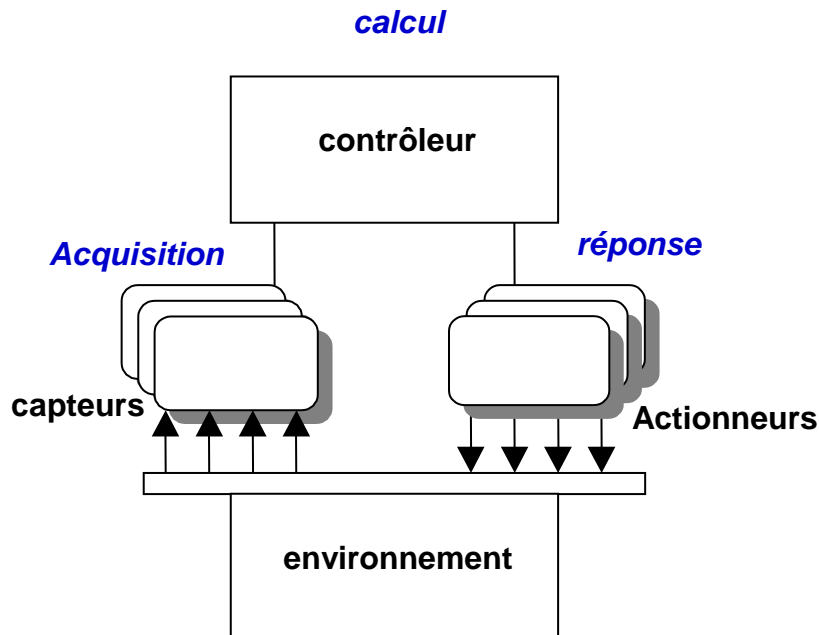 calcul
contrôleur
Acquisition
réponse
capteurs
Actionneurs
environnement